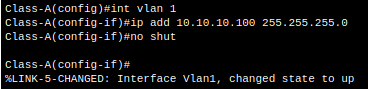 Class-A(config)#int vlan 1
Class-A(config-if)#ip add 10.10.10.100 255.255.255.0
Class-A(config-if)#no shut
Class-A(config-if)#
%LINK-5-CHANGED: Interface Vlan1, changed state to up